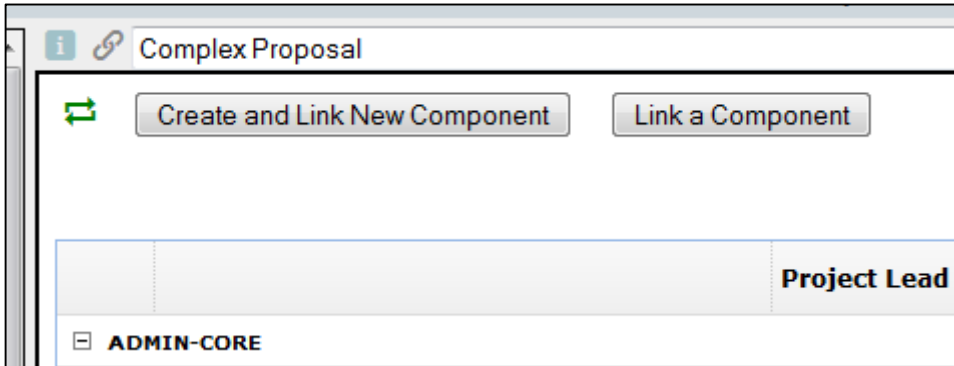 Complex Proposal
Create and Link New Component Link a Component
Project Lead
ADMIN-CORE